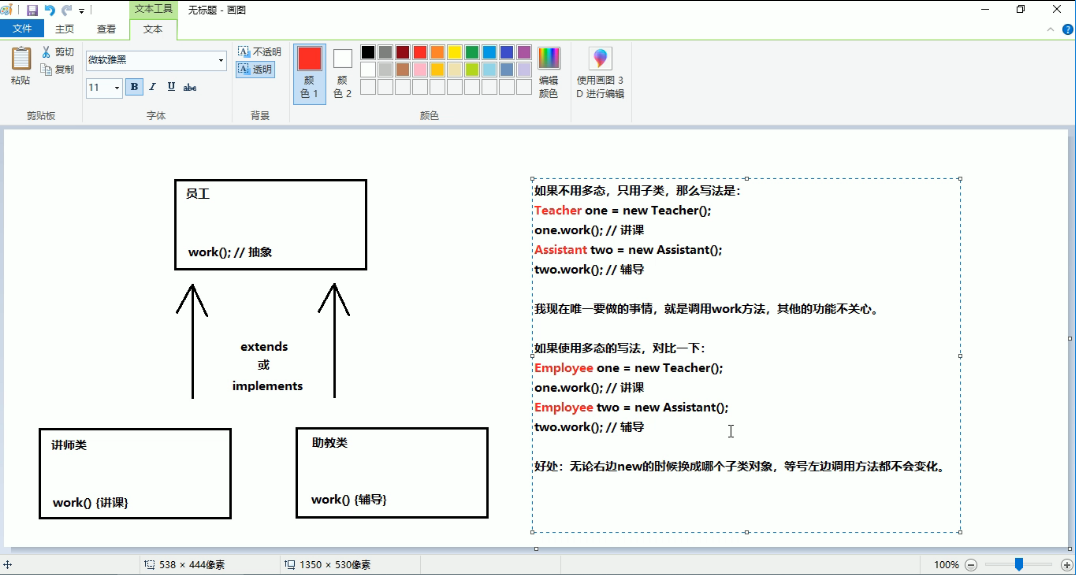 文本工具
无标题 - 画图
文件
主页
查看
文本
粘贴
剪切
复制
剪贴板
微软雅黑
11
B I U abc
字体
不透明
透明
背景
颜色 1
颜色 2
颜色
编辑颜色
使用画图 3D 进行编辑
员工
work(); // 抽象
extends
或
implements
讲师类
work() {讲课}
助教类
work() {辅导}
如果不用多态，只用子类，那么写法是：
Teacher one = new Teacher();
one.work(); // 讲课
Assistant two = new Assistant();
two.work(); // 辅导
我现在唯一要做的事情，就是调用work方法，其他的功能不关心。
如果使用多态的写法，对比一下：
Employee one = new Teacher();
one.work(); // 讲课
Employee two = new Assistant();
two.work(); // 辅导
好处：无论右边new的时候换成哪个子类对象，等号左边调用方法都不会变化。
538 × 444像素
1350 × 530像素
100%